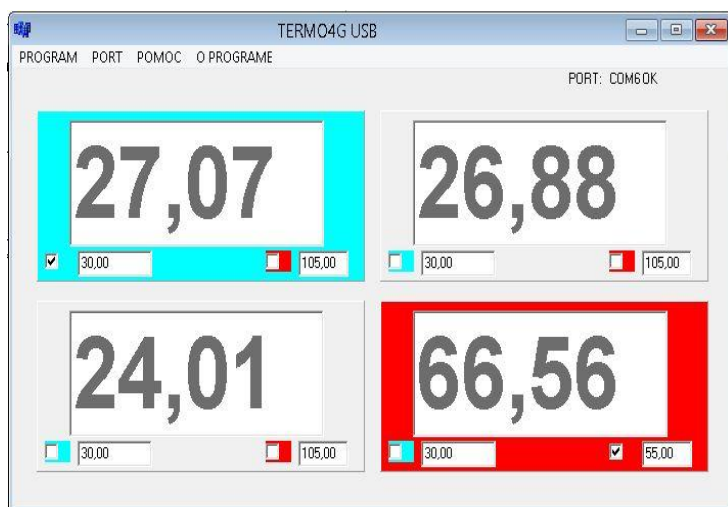 TERMO4G USB
PROGRAM PORT POMOC O PROGRAME
PORT: COM6OK
27,07 26,88
30,00 105,00 30,00 105,00
24,01 66,56
30,00 105,00 30,00 55,00